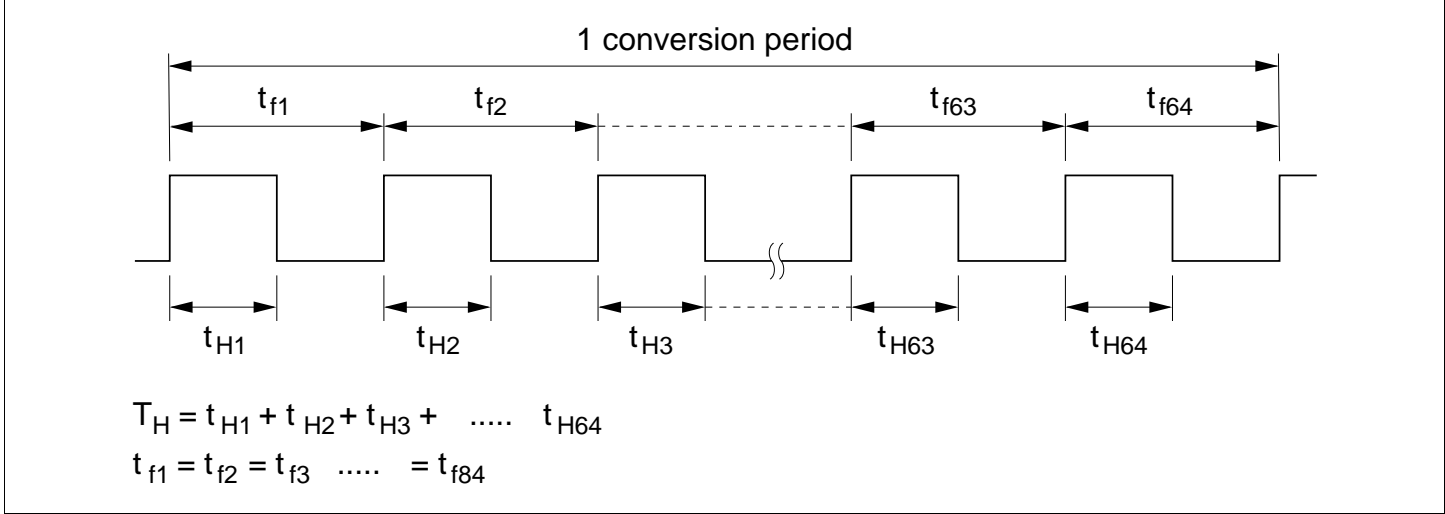 1 conversion period
t f1 t f2 t f63 t f64
t H1 t H2 t H3 t H63 t H64
T H = t H1 + t H2 + t H3 + ..... t H64
t f1 = t f2 = t f3 ..... = t f84